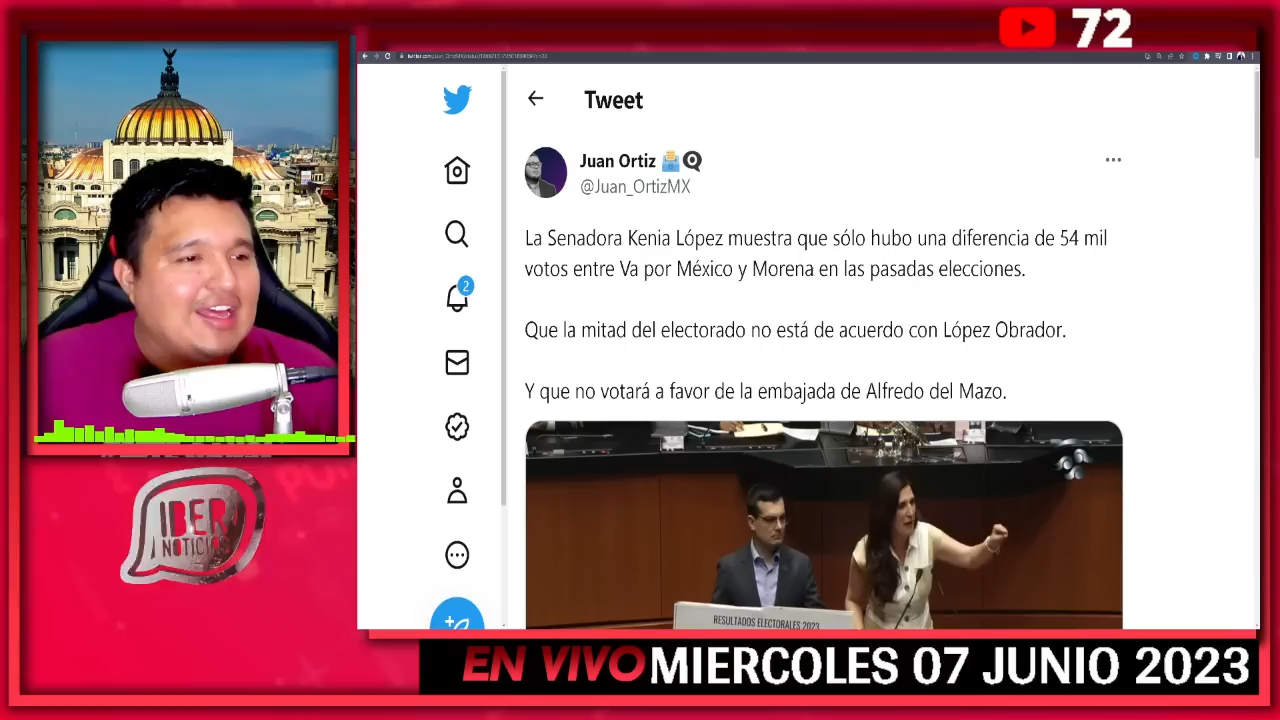 72
Tweet
Juan Ortiz
@Juan_OrtizMX
La Senadora Kenia López muestra que sólo hubo una diferencia de 54 mil
votos entre Va por México y Morena en las pasadas elecciones.
Que la mitad del electorado no está de acuerdo con López Obrador.
Y que no votará a favor de la embajada de Alfredo del Mazo.
2
RESULTADOS ELECTORALES 2023
IBER
NOTICIAS
EN VIVO MIERCOLES 07 JUNIO 2023